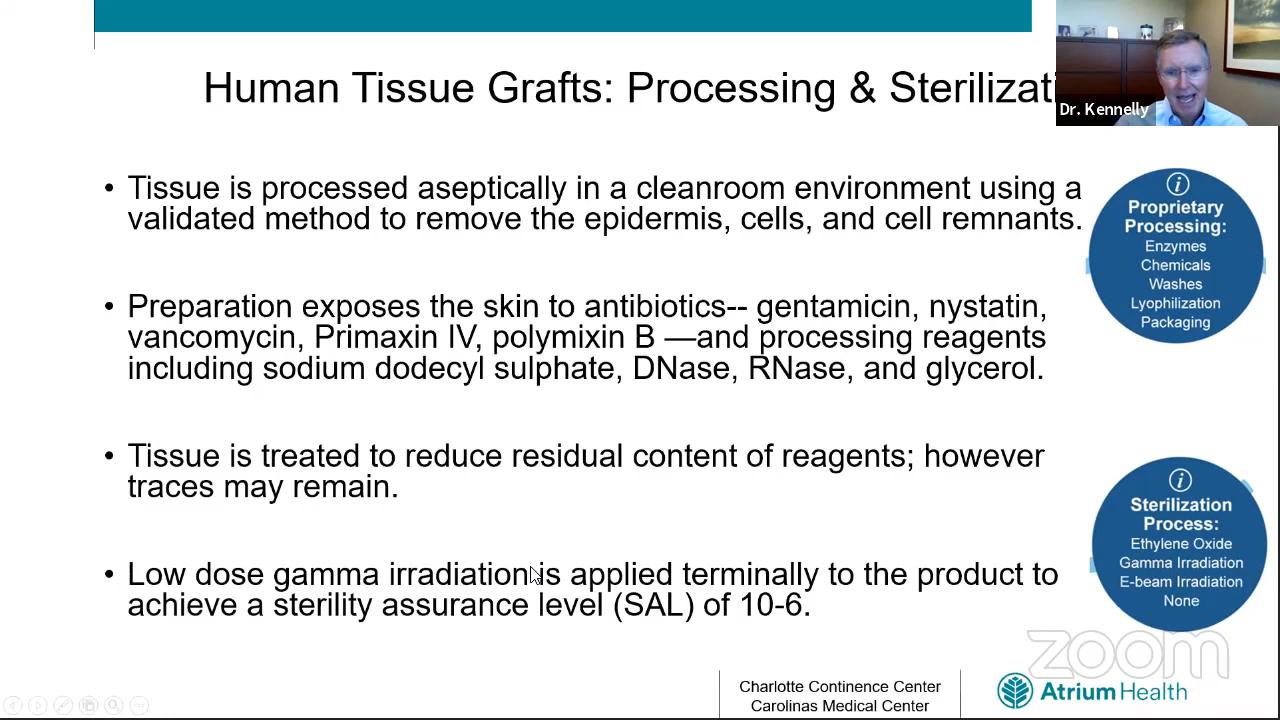 Human Tissue Grafts: Processing & Sterilizati
Dr. Kennelly
• Tissue is processed aseptically in a cleanroom environment using a
validated method to remove the epidermis, cells, and cell remnants.
• Preparation exposes the skin to antibiotics-- gentamicin, nystatin,
vancomycin, Primaxin IV, polymixin B —and processing reagents
including sodium dodecyl sulphate, DNase, RNase, and glycerol.
• Tissue is treated to reduce residual content of reagents; however
traces may remain.
• Low dose gamma irradiation is applied terminally to the product to
achieve a sterility assurance level (SAL) of 10-6.
Proprietary
Processing:
Enzymes
Chemicals
Washes
Lyophilization
Packaging
Sterilization
Process:
Ethylene Oxide
Gamma Irradiation
E-beam Irradiation
None
zoom
Charlotte Continence Center
Carolinas Medical Center
Atrium Health